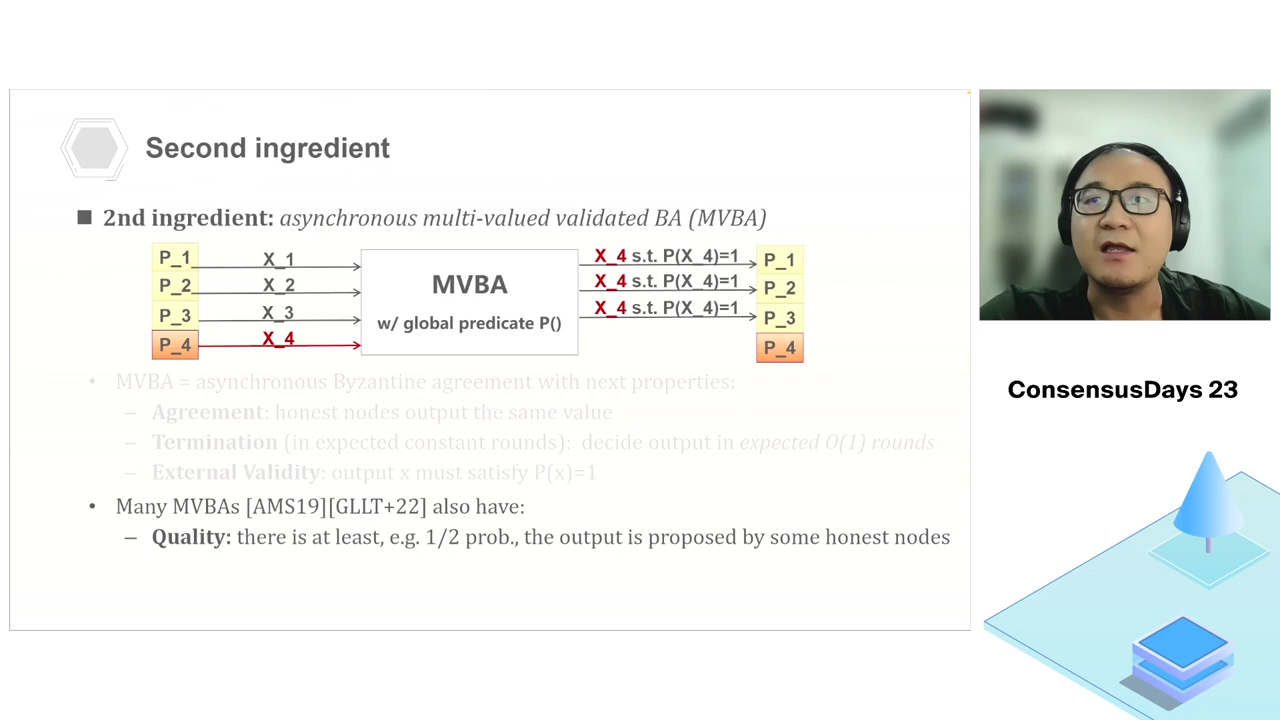 Second ingredient
■ 2nd ingredient: asynchronous multi-valued validated BA (MVBA)
P_1 X_1 X_4 s.t. P(X_4)=1 P_1
P_2 X_2 MVBA X_4 s.t. P(X_4)=1 P_2
P_3 X_3 w/ global predicate P() X_4 s.t. P(X_4)=1 P_3
P_4 X_4 P_4
• MVBA = asynchronous Byzantine agreement with next properties:
– Agreement: honest nodes output the same value
– Termination (in expected constant rounds): decide output in expected O(1) rounds
– External Validity: output x must satisfy P(x)=1
• Many MVBAs [AMS19][GLLT+22] also have:
– Quality: there is at least, e.g. 1/2 prob., the output is proposed by some honest nodes
ConsensusDays 23